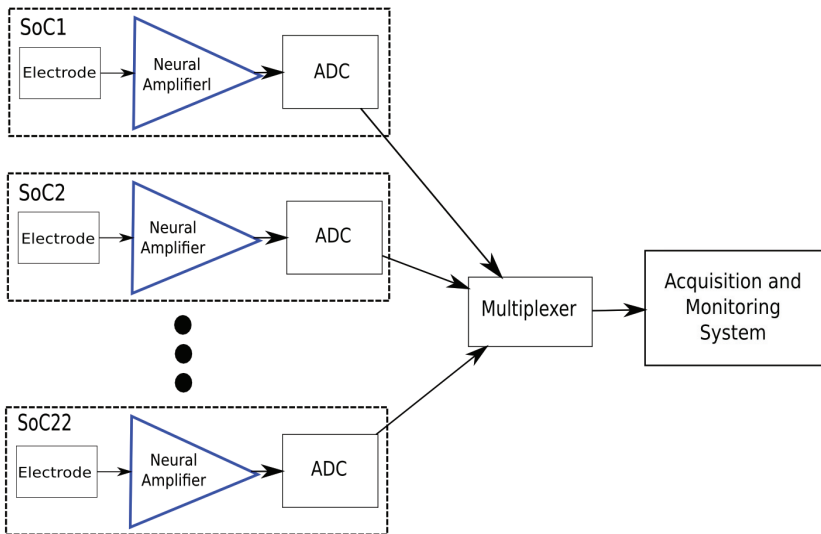 SoC1
Electrode
Neural
Amplifierl
ADC
SoC2
Electrode
Neural
Amplifier
ADC
Multiplexer
Acquisition and
Monitoring
System
SoC22
Electrode
Neural
Amplifier
ADC